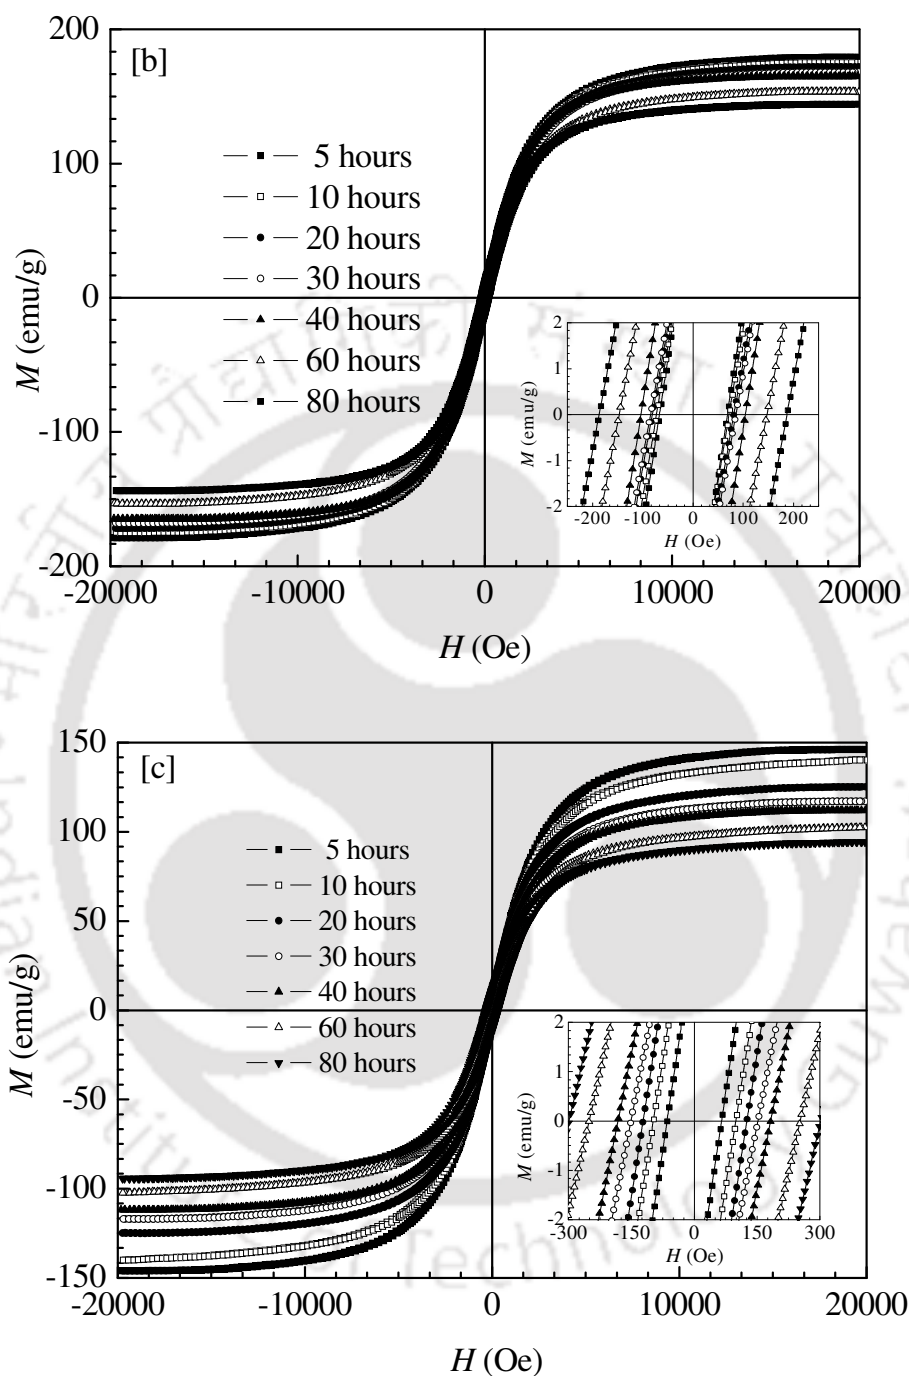 200
[b]
100
0
-100
-200
M (emu/g)
5 hours
10 hours
20 hours
30 hours
40 hours
60 hours
80 hours
2
1
0
-1
-2
M (emu/g)
-200 -100 0 100 200
H (Oe)
-20000 -10000 0 10000 20000
H (Oe)
150
[c]
100
50
0
-50
-100
-150
M (emu/g)
5 hours
10 hours
20 hours
30 hours
40 hours
60 hours
80 hours
2
1
0
-1
-2
M (emu/g)
-300 -150 0 150 300
H (Oe)
-20000 -10000 0 10000 20000
H (Oe)
Institute of Technology Guwahati